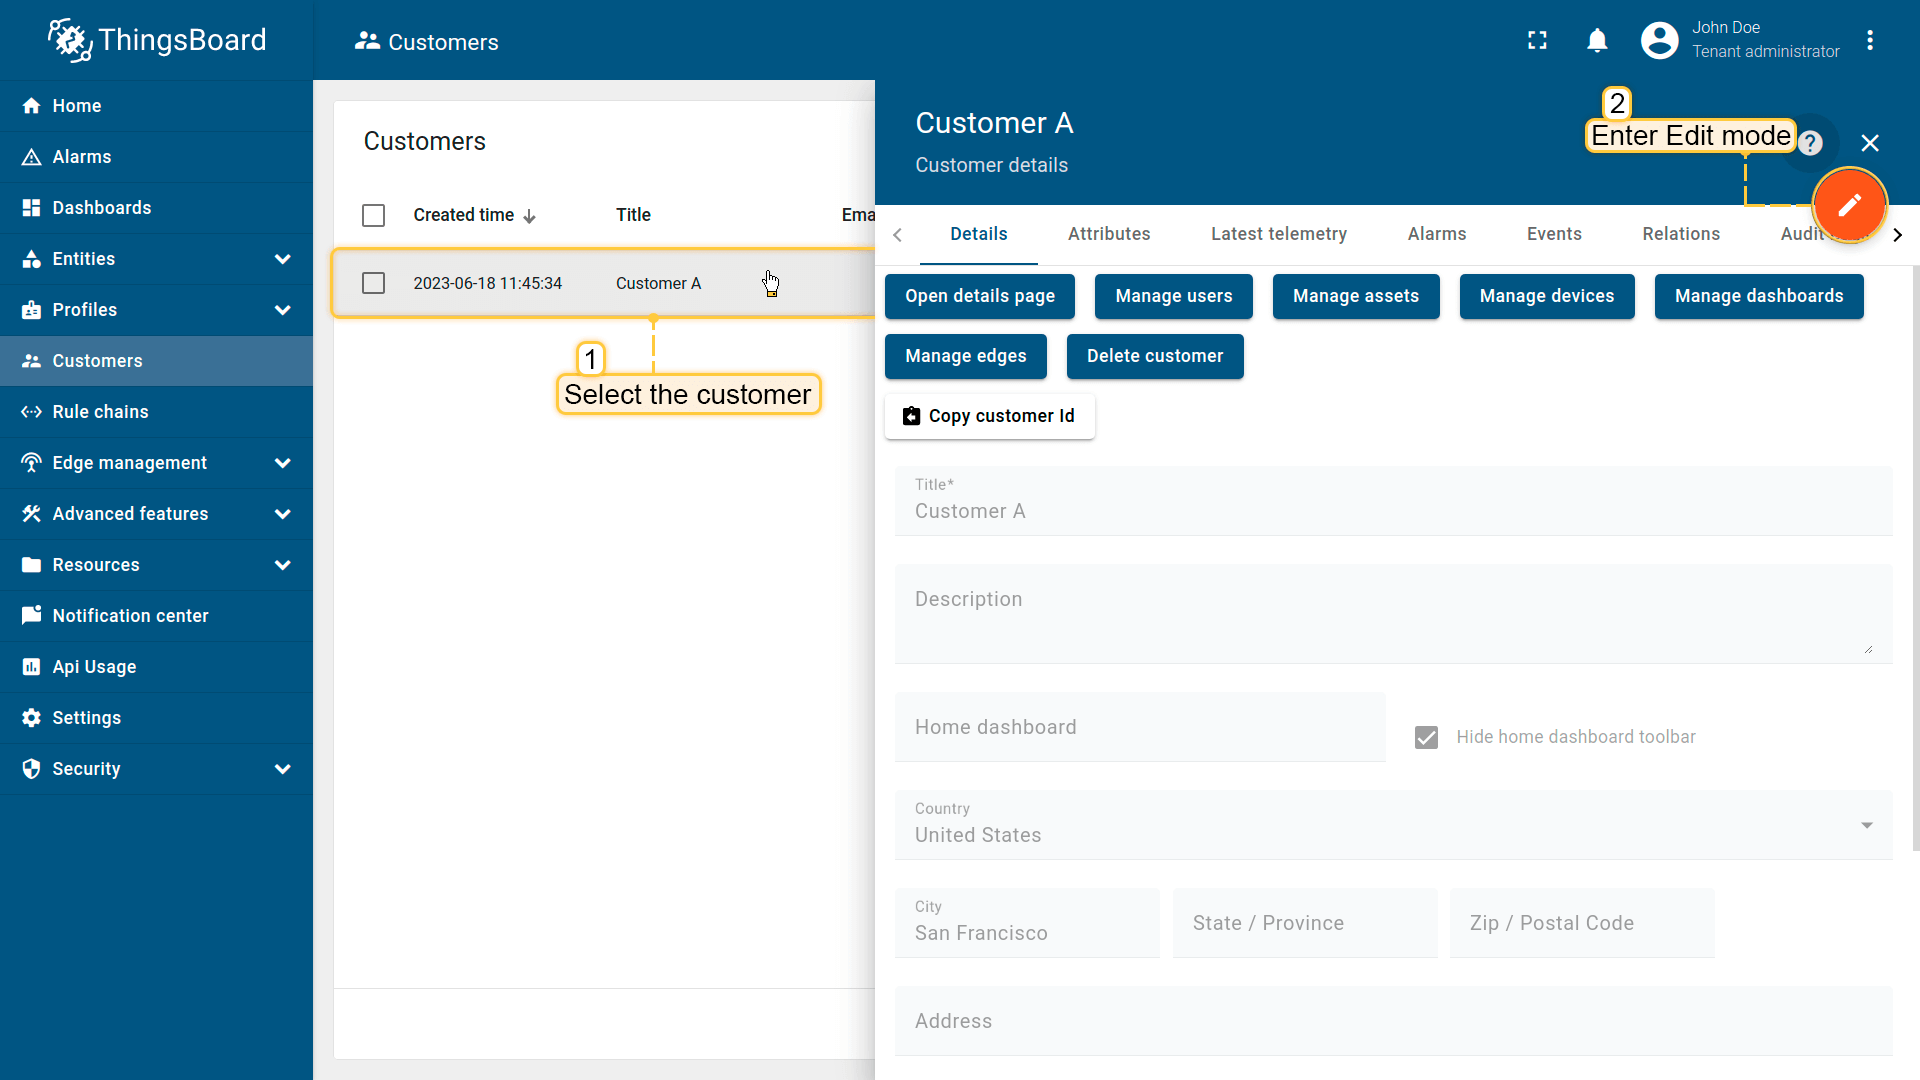 ThingsBoard
Customers
John Doe
Tenant administrator
Home
Alarms
Dashboards
Entities
Profiles
Customers
Rule chains
Edge management
Advanced features
Resources
Notification center
Api Usage
Settings
Security
Customers
Created time
Title
Ema
2023-06-18 11:45:34
Customer A
1
Select the customer
Customer A
Customer details
2
Enter Edit mode
?
Details
Attributes
Latest telemetry
Alarms
Events
Relations
Audit
Open details page
Manage users
Manage assets
Manage devices
Manage dashboards
Manage edges
Delete customer
Copy customer Id
Title*
Customer A
Description
Home dashboard
Hide home dashboard toolbar
Country
United States
City
San Francisco
State / Province
Zip / Postal Code
Address